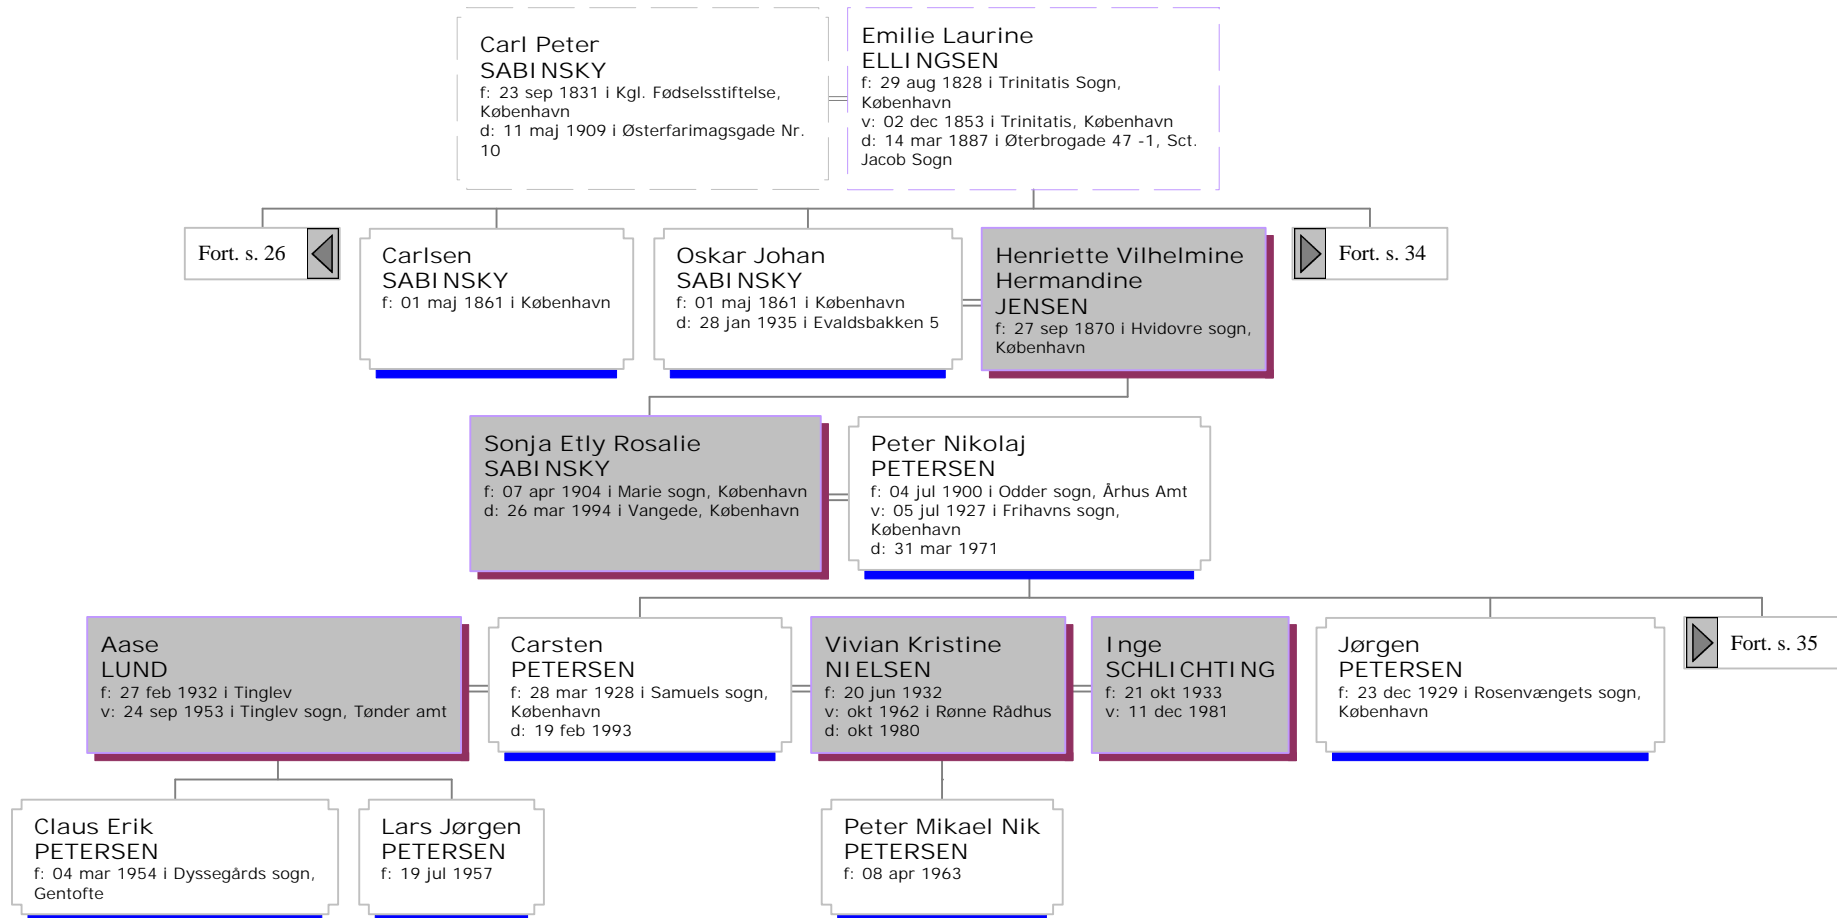 Carl Peter
SABINSKY
f: 23 sep 1831 i Kgl. Fødselsstiftelse,
København
d: 11 maj 1909 i Østerfarimagsgade Nr.
10
Emilie Laurine
ELLINGSEN
f: 29 aug 1828 i Trinitatis Sogn,
København
v: 02 dec 1853 i Trinitatis, København
d: 14 mar 1887 i Øterbrogade 47 -1, Sct.
Jacob Sogn
Fort. s. 26
Carlsen
SABINSKY
f: 01 maj 1861 i København
Oskar Johan
SABINSKY
f: 01 maj 1861 i København
d: 28 jan 1935 i Evaldsbakken 5
Henriette Vilhelmine
Hermandine
JENSEN
f: 27 sep 1870 i Hvidovre sogn,
København
Fort. s. 34
Sonja Etly Rosalie
SABINSKY
f: 07 apr 1904 i Marie sogn, København
d: 26 mar 1994 i Vangede, København
Peter Nikolaj
PETERSEN
f: 04 jul 1900 i Odder sogn, Århus Amt
v: 05 jul 1927 i Frihavns sogn,
København
d: 31 mar 1971
Aase
LUND
f: 27 feb 1932 i Tinglev
v: 24 sep 1953 i Tinglev sogn, Tønder amt
Carsten
PETERSEN
f: 28 mar 1928 i Samuels sogn,
København
d: 19 feb 1993
Vivian Kristine
NIELSEN
f: 20 jun 1932
v: okt 1962 i Rønne Rådhus
d: okt 1980
Inge
SCHLICHTING
f: 21 okt 1933
v: 11 dec 1981
Jørgen
PETERSEN
f: 23 dec 1929 i Rosenvængets sogn,
København
Fort. s. 35
Claus Erik
PETERSEN
f: 04 mar 1954 i Dyssegårds sogn,
Gentofte
Lars Jørgen
PETERSEN
f: 19 jul 1957
Peter Mikael Nik
PETERSEN
f: 08 apr 1963